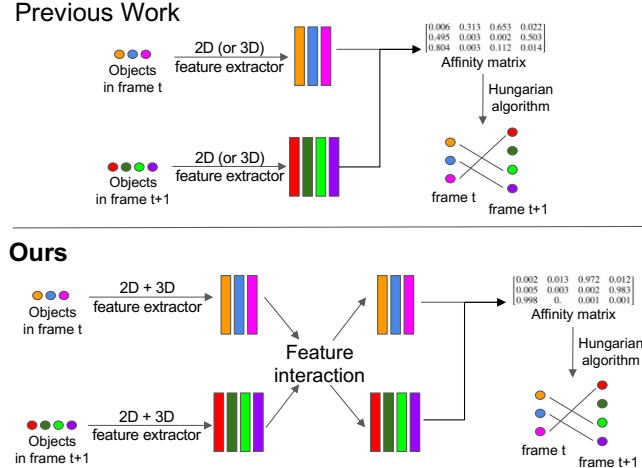 Previous Work
Objects
in frame t
2D (or 3D)
feature extractor
0.006 0.313 0.653 0.022
0.495 0.003 0.002 0.503
0.804 0.003 0.112 0.014
Affinity matrix
Hungarian
algorithm
Objects
in frame t+1
2D (or 3D)
feature extractor
frame t
frame t+1
Ours
Objects
in frame t
2D + 3D
feature extractor
Feature
interaction
0.002 0.013 0.972 0.012
0.005 0.003 0.002 0.983
0.998 0. 0.001 0.001
Affinity matrix
Hungarian
algorithm
Objects
in frame t+1
2D + 3D
feature extractor
frame t
frame t+1